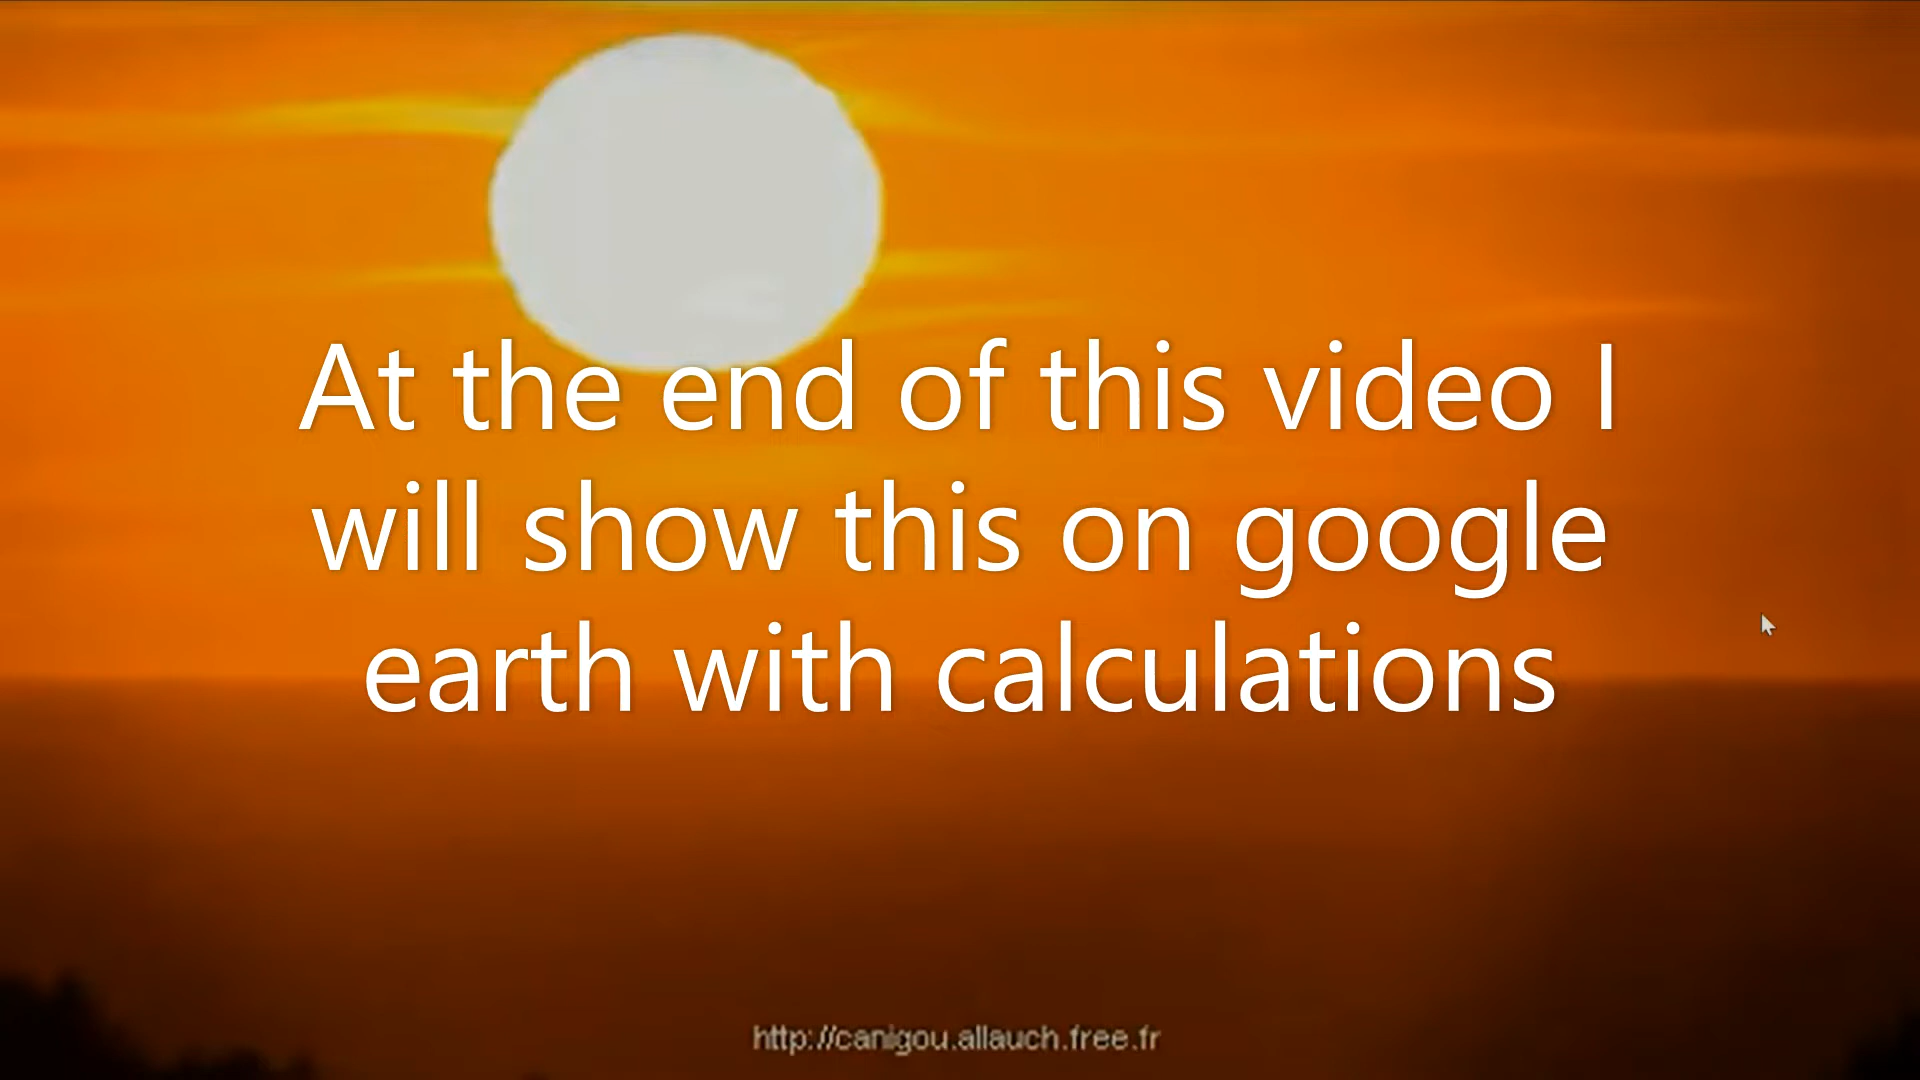 At the end of this video I
will show this on google
earth with calculations
http://canigou.allauch.free.fr